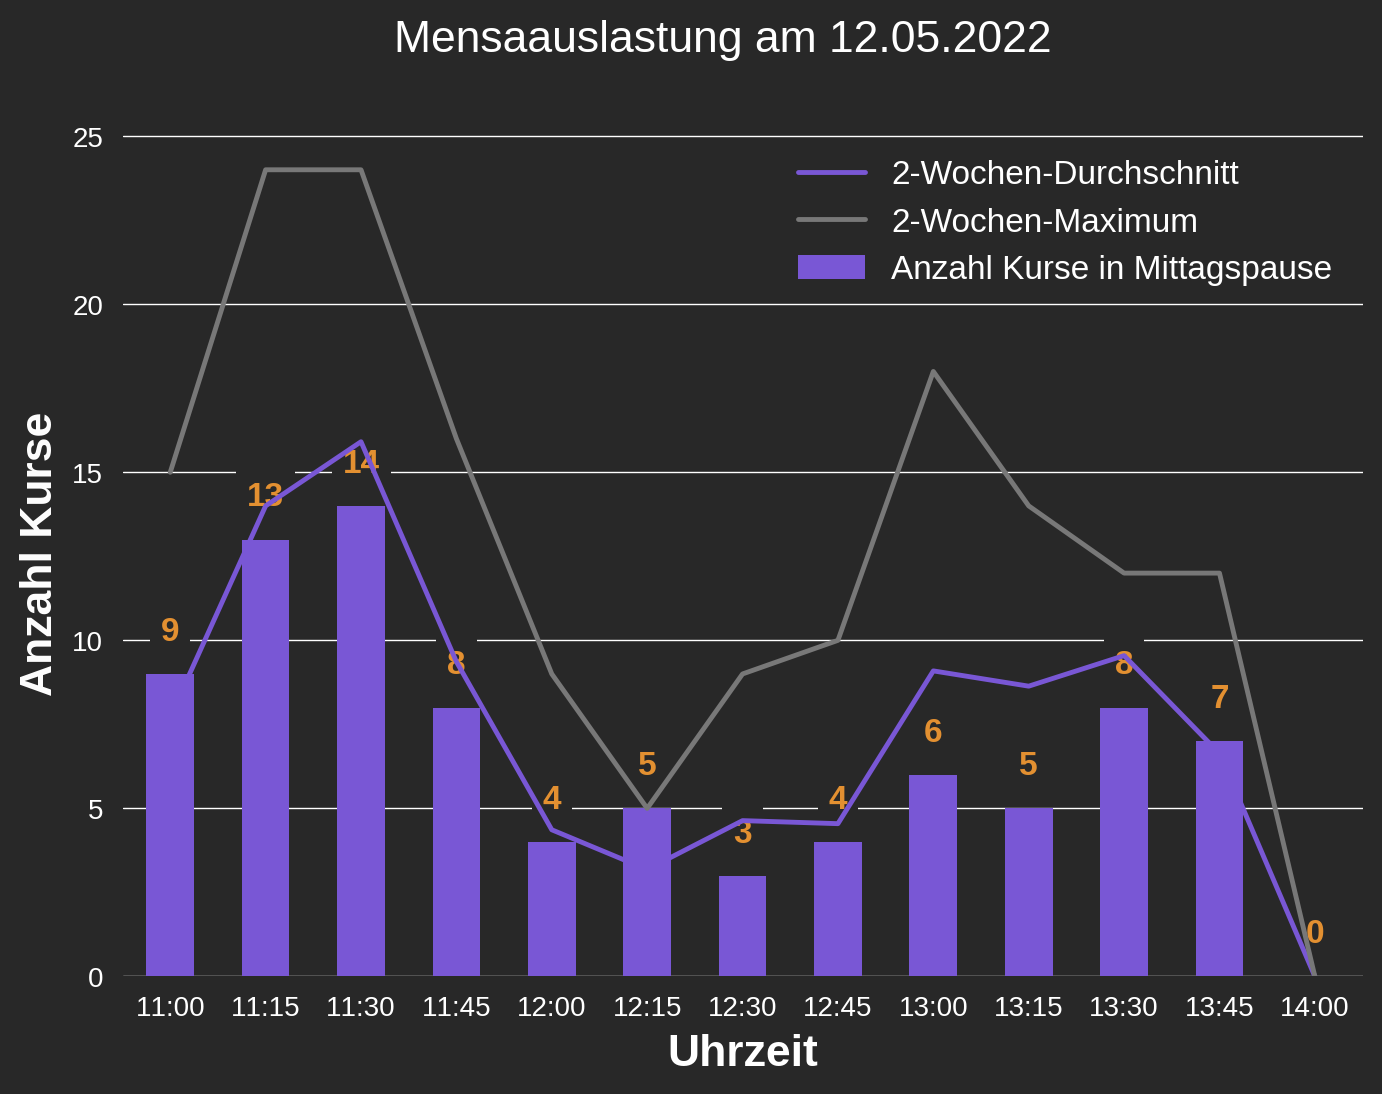 Mensaauslastung am 12.05.2022
25
20
15
10
5
0
Anzahl Kurse
2-Wochen-Durchschnitt
2-Wochen-Maximum
Anzahl Kurse in Mittagspause
9
13
14
8
4
5
3
4
6
5
8
7
0
11:00 11:15 11:30 11:45 12:00 12:15 12:30 12:45 13:00 13:15 13:30 13:45 14:00
Uhrzeit